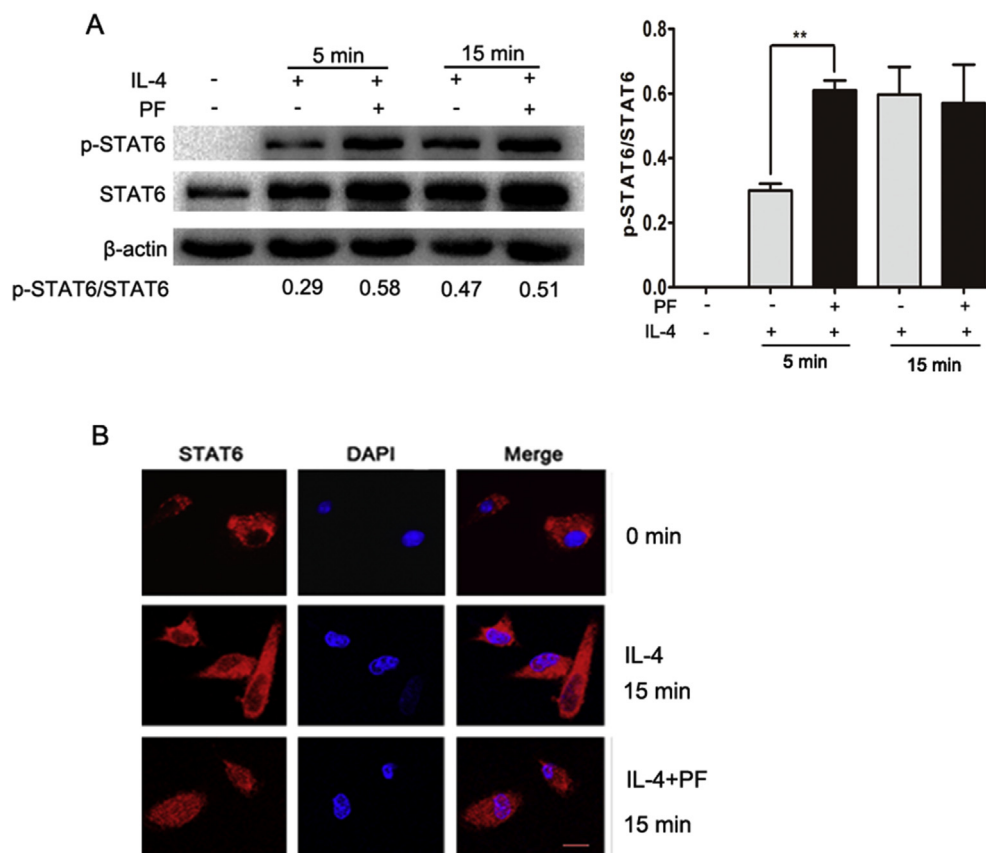 A
5 min 15 min
IL-4 - + + + +
PF - - + - +
p-STAT6
STAT6
β-actin
p-STAT6/STAT6 0.29 0.58 0.47 0.51
p-STAT6/STAT6
0.8
0.6
0.4
0.2
0.0
**
PF - - + - +
IL-4 - + + + +
5 min 15 min
B
STAT6 DAPI Merge
0 min
IL-4
15 min
IL-4+PF
15 min